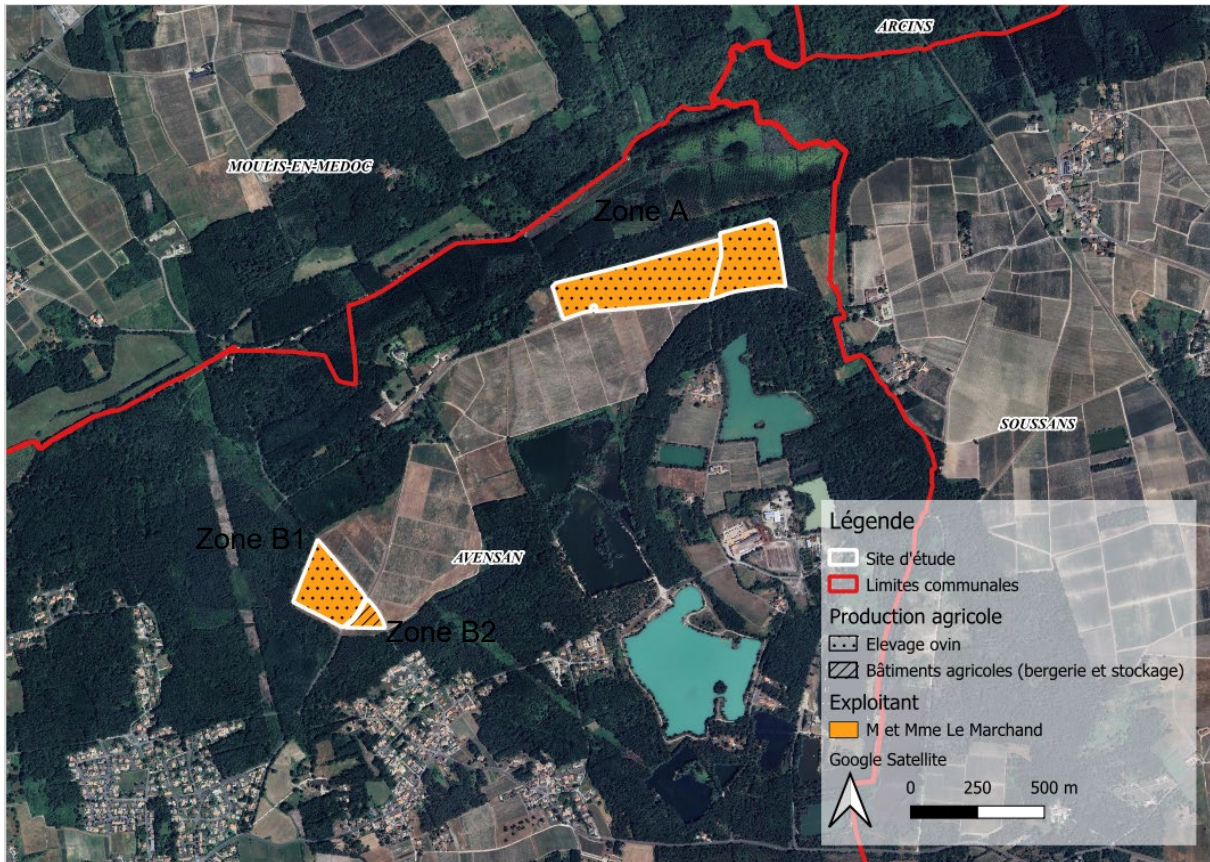 ARCINS
MOULIS-EN-MEDOC
Zone A
SOUSSANS
Zone B1
AVENSAN
Zone B2
Légende
Site d'étude
Limites communales
Production agricole
Elevage ovin
Bâtiments agricoles (bergerie et stockage)
Exploitant
M et Mme Le Marchand
Google Satellite
0 250 500 m